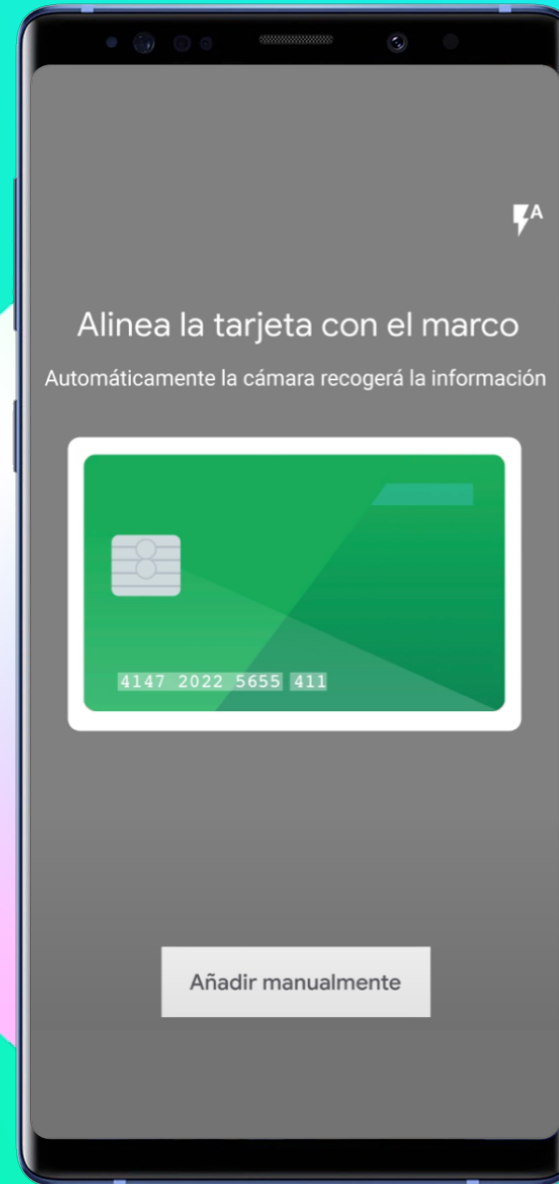 A
Alinea la tarjeta con el marco
Automáticamente la cámara recogerá la información
4147 2022 5655 411
Añadir manualmente